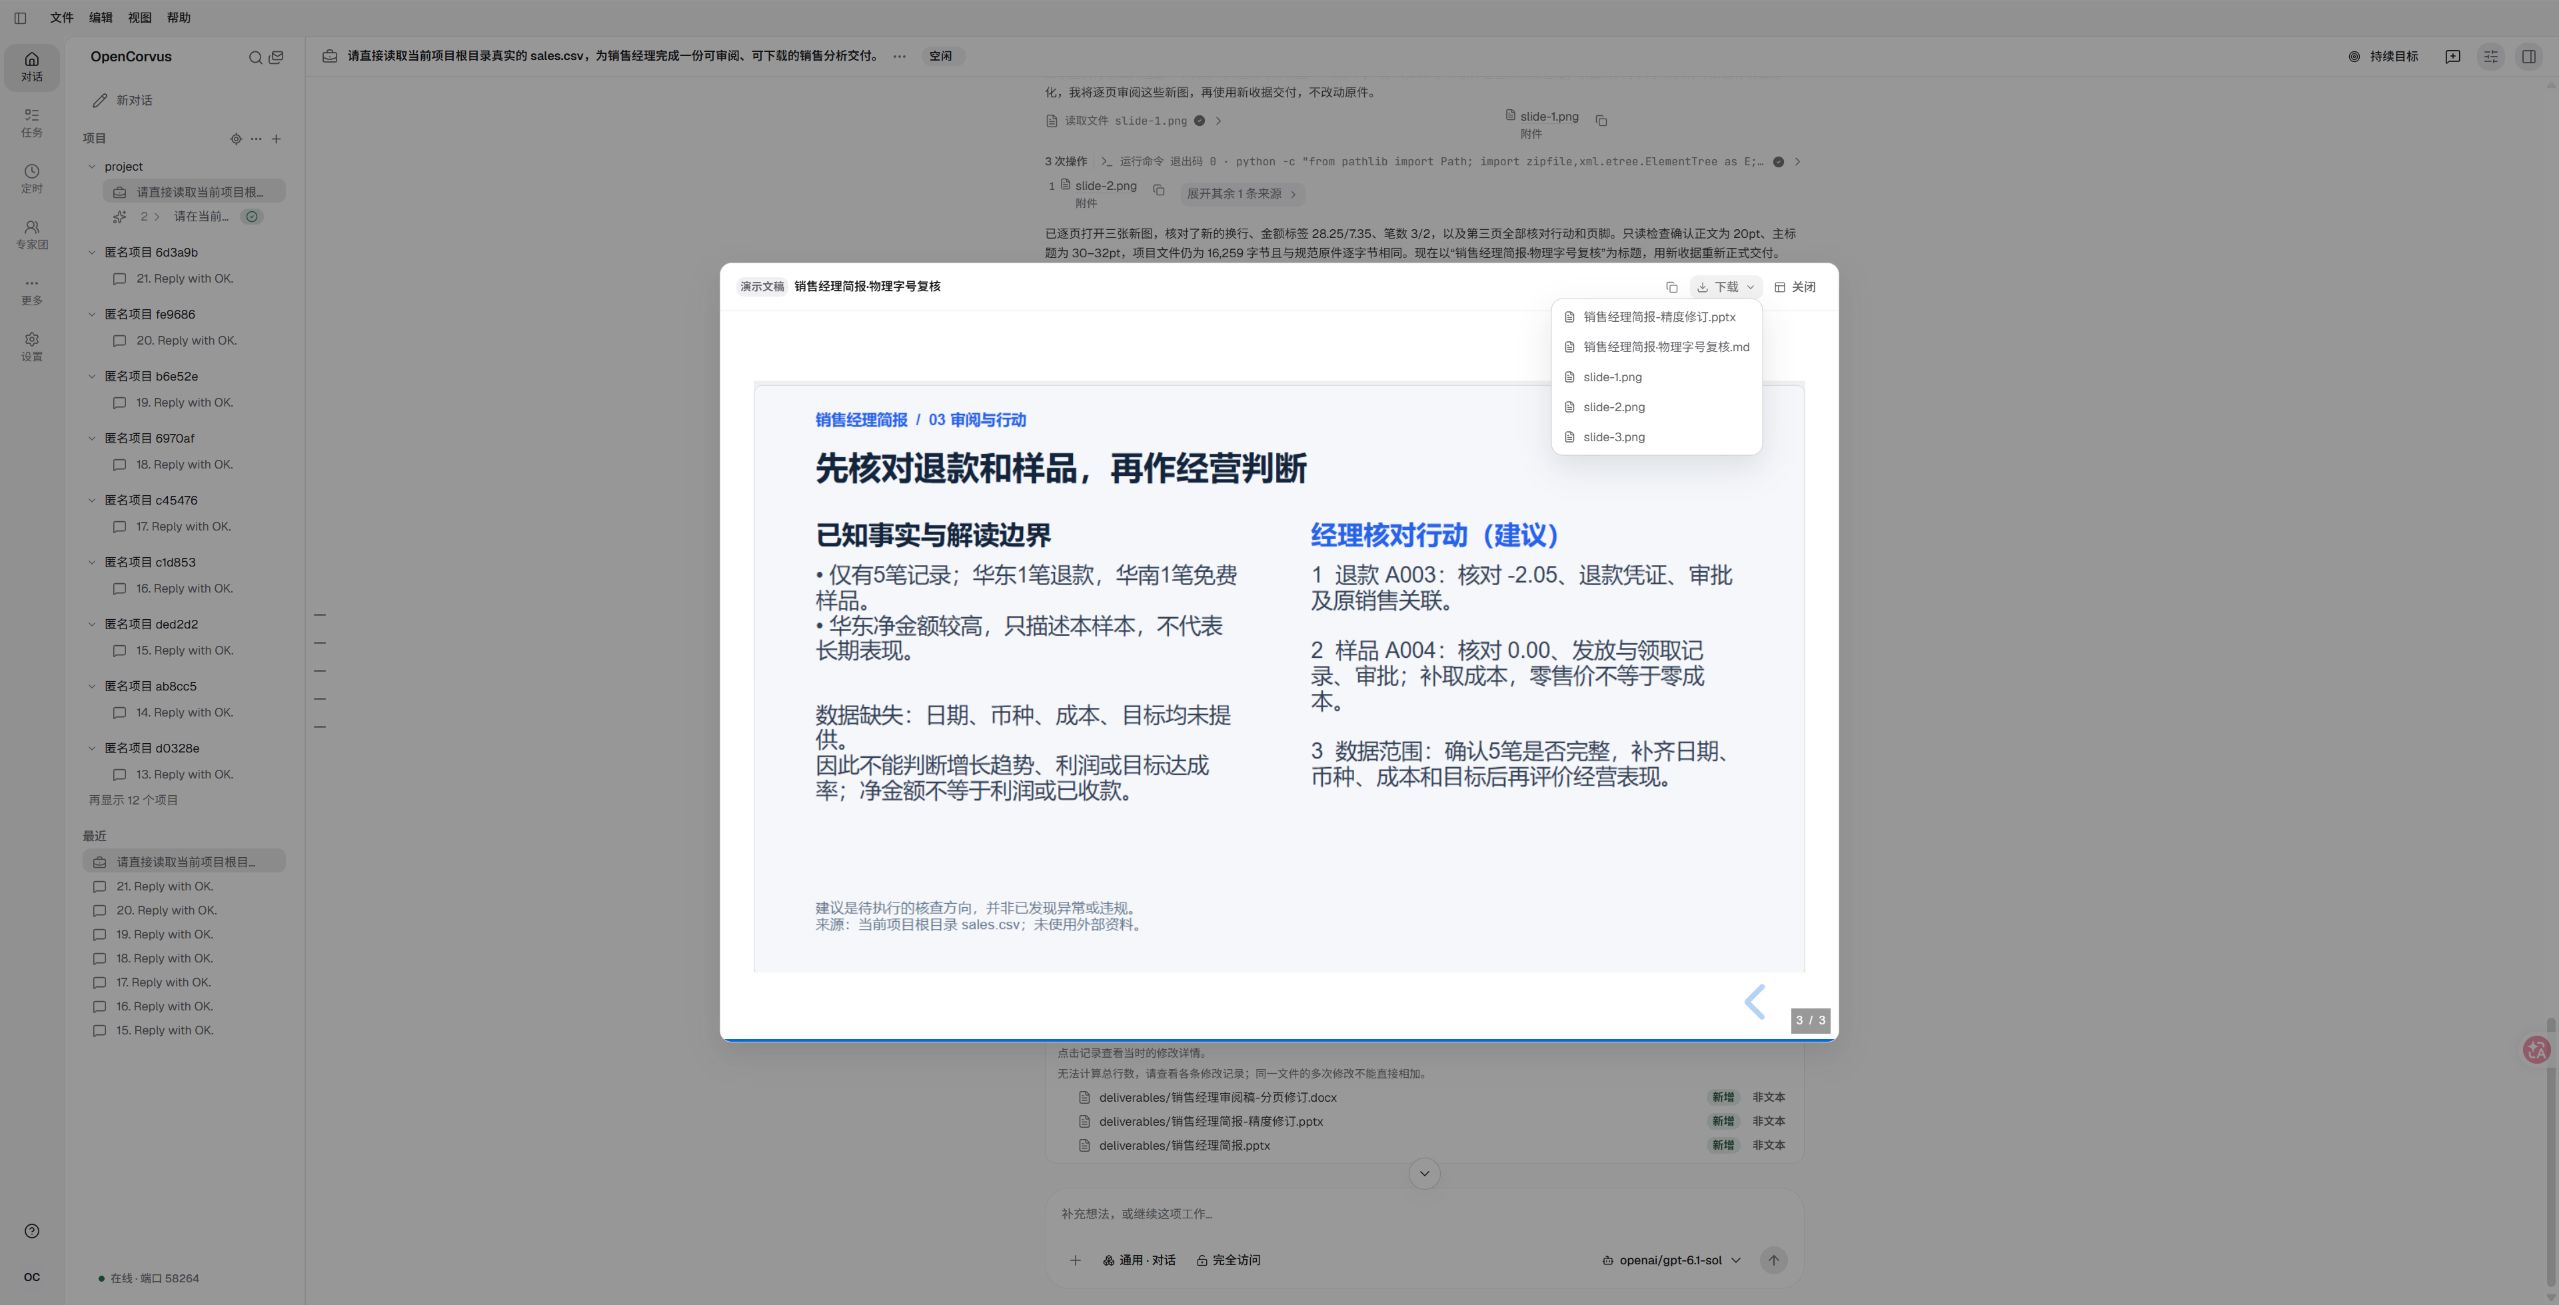 文件 编辑 视图 帮助
对话
任务
定时
专家团
更多
设置
OC
OpenCorvus
新对话
项目
project
请直接读取当前项目根...
2 请在当前...
匿名项目 6d3a9b
21. Reply with OK.
匿名项目 fe9686
20. Reply with OK.
匿名项目 b6e52e
19. Reply with OK.
匿名项目 6970af
18. Reply with OK.
匿名项目 c45476
17. Reply with OK.
匿名项目 c1d853
16. Reply with OK.
匿名项目 ded2d2
15. Reply with OK.
匿名项目 ab8cc5
14. Reply with OK.
匿名项目 d0328e
13. Reply with OK.
再显示 12 个项目
最近
请直接读取当前项目根目...
21. Reply with OK.
20. Reply with OK.
19. Reply with OK.
18. Reply with OK.
17. Reply with OK.
16. Reply with OK.
15. Reply with OK.
在线 · 端口 58264
请直接读取当前项目根目录真实的 sales.csv，为销售经理完成一份可审阅、可下载的销售分析交付。 ... 空闲
持续目标
化，我将逐页审阅这些新图，再使用新收据交付，不改动原件。
读取文件 slide-1.png
slide-1.png
附件
3 次操作 >_ 运行命令 退出码 0 · python -c "from pathlib import Path; import zipfile,xml.etree.ElementTree as E;...
1 slide-2.png
附件
展开其余 1 条来源
已逐页打开三张新图，核对了新的换行、金额标签 28.25/7.35、笔数 3/2，以及第三页全部核对行动和页脚。只读检查确认正文为 20pt、主标
题为 30–32pt，项目文件仍为 16,259 字节且与规范原件逐字节相同。现在以“销售经理简报·物理字号复核”为标题，用新收据重新正式交付。
演示文稿 销售经理简报·物理字号复核
下载
关闭
销售经理简报-精度修订.pptx
销售经理简报·物理字号复核.md
slide-1.png
slide-2.png
slide-3.png
销售经理简报 / 03 审阅与行动
先核对退款和样品，再作经营判断
已知事实与解读边界
• 仅有5笔记录；华东1笔退款，华南1笔免费
样品。
• 华东净金额较高，只描述本样本，不代表
长期表现。
数据缺失：日期、币种、成本、目标均未提
供。
因此不能判断增长趋势、利润或目标达成
率；净金额不等于利润或已收款。
经理核对行动（建议）
1 退款 A003：核对 -2.05、退款凭证、审批
及原销售关联。
2 样品 A004：核对 0.00、发放与领取记
录、审批；补取成本，零售价不等于零成
本。
3 数据范围：确认5笔是否完整，补齐日期、
币种、成本和目标后再评价经营表现。
建议是待执行的核查方向，并非已发现异常或违规。
来源：当前项目根目录 sales.csv；未使用外部资料。
3 / 3
点击记录查看当时的修改详情。
无法计算总行数，请查看各条修改记录；同一文件的多次修改不能直接相加。
deliverables/销售经理审阅稿-分页修订.docx 新增 非文本
deliverables/销售经理简报-精度修订.pptx 新增 非文本
deliverables/销售经理简报.pptx 新增 非文本
补充想法，或继续这项工作...
通用 · 对话
完全访问
openai/gpt-6.1-sol